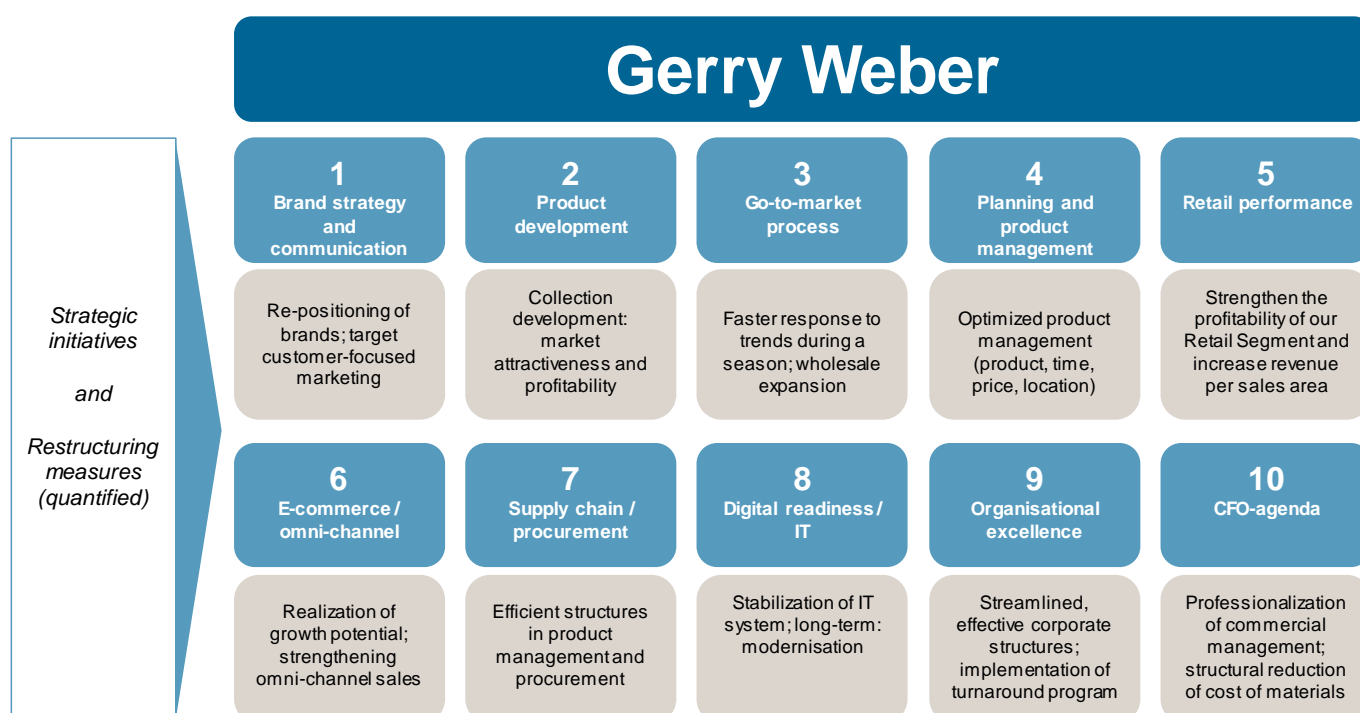 Gerry Weber
Strategic
initiatives
and
Restructuring
measures
(quantified)
1
Brand strategy
and
communication
2
Product
development
3
Go-to-market
process
4
Planning and
product
management
5
Retail performance
Re-positioning of
brands; target
customer-focused
marketing
Collection
development:
market
attractiveness and
profitability
Faster response to
trends during a
season; wholesale
expansion
Optimized product
management
(product, time,
price, location)
Strengthen the
profitability of our
Retail Segment and
increase revenue
per sales area
6
E-commerce /
omni-channel
7
Supply chain /
procurement
8
Digital readiness /
IT
9
Organisational
excellence
10
CFO-agenda
Realization of
growth potential;
strengthening
omni-channel sales
Efficient structures
in product
management and
procurement
Stabilization of IT
system; long-term:
modernisation
Streamlined,
effective corporate
structures;
implementation of
turnaround program
Professionalization
of commercial
management;
structural reduction
of cost of materials